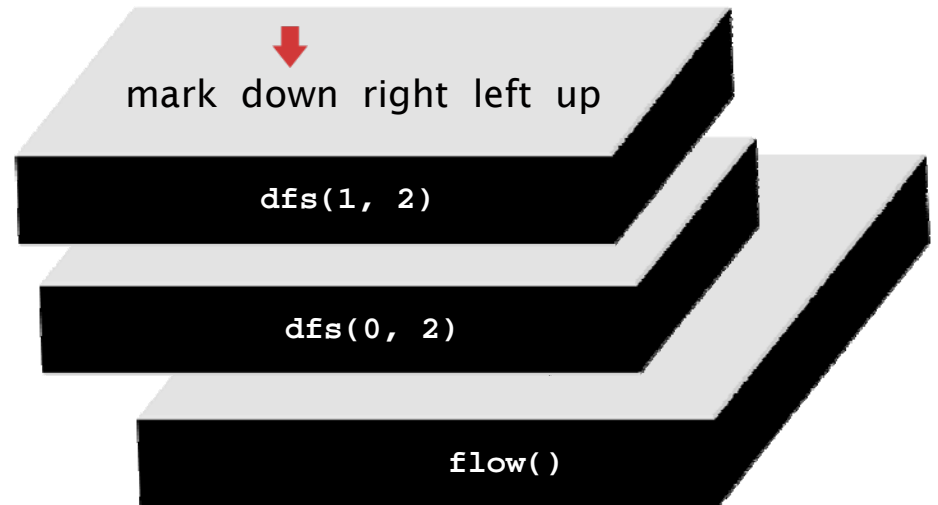 mark down right left up
dfs(1, 2)
dfs(0, 2)
flow()